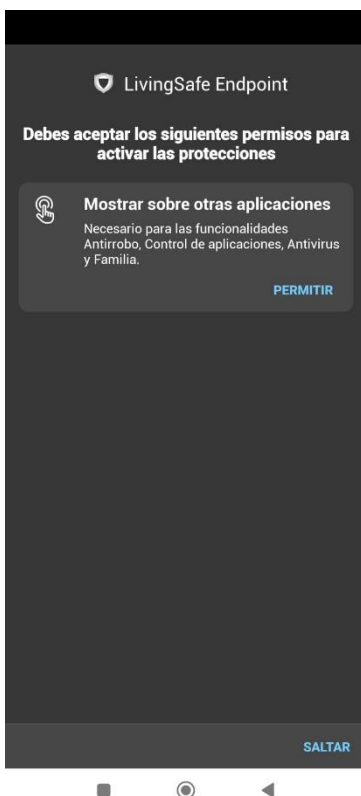 LivingSafe Endpoint
Debes aceptar los siguientes permisos para
activar las protecciones
Mostrar sobre otras aplicaciones
Necesario para las funcionalidades
Antirrobo, Control de aplicaciones, Antivirus
y Familia.
PERMITIR
SALTAR